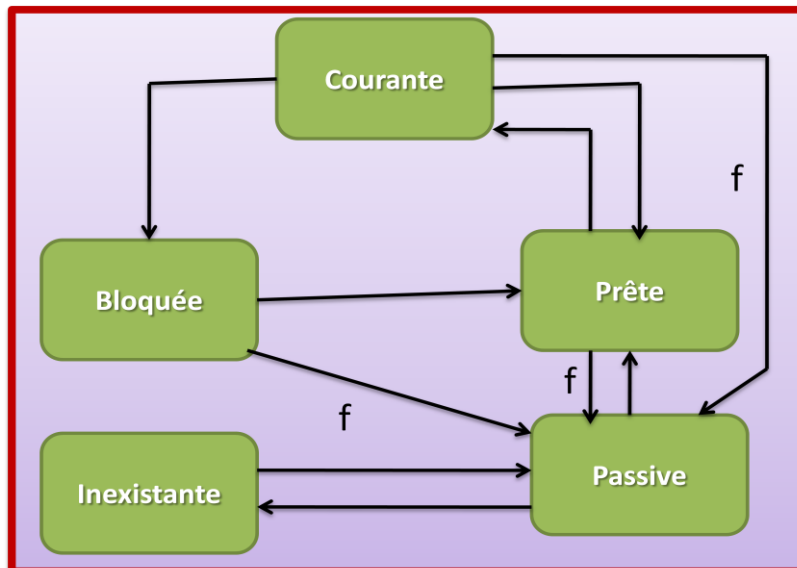 Courante
f
Bloquée
Prête
f
f
Inexistante
Passive